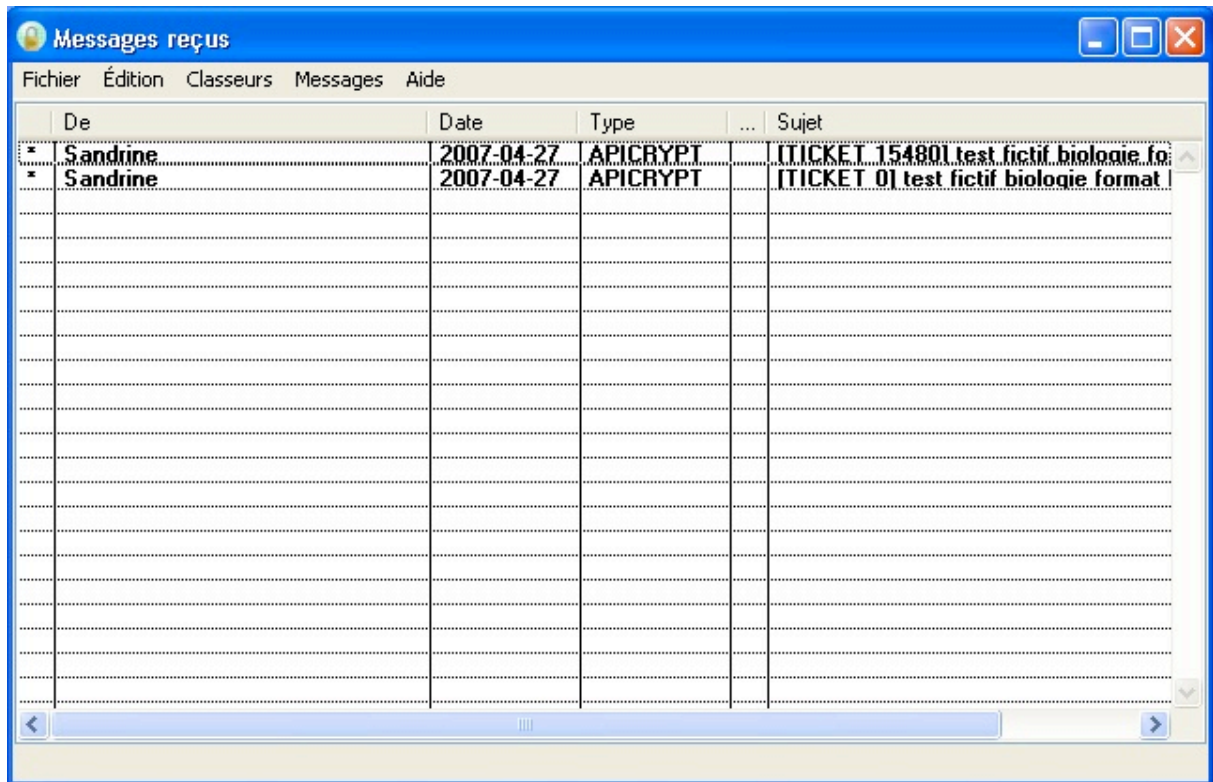 Messages reçus
Fichier Édition Classeurs Messages Aide
De Date Type ... Sujet
* Sandrine 2007-04-27 APICRYPT [TICKET 15480] test fictif biologie
* Sandrine 2007-04-27 APICRYPT [TICKET 0] test fictif biologie format